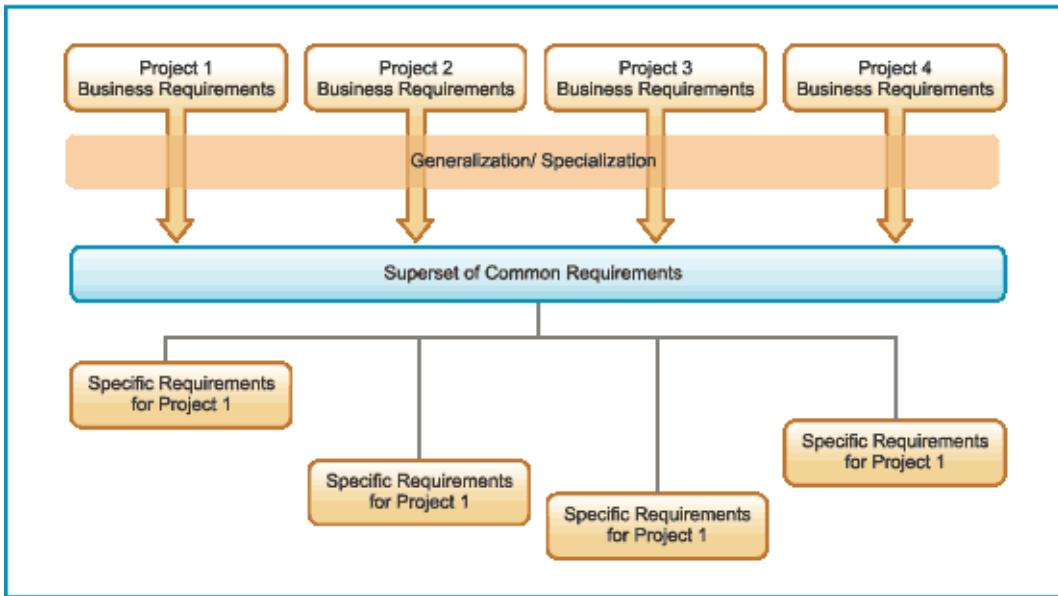 Project 1
Business Requirements
Project 2
Business Requirements
Project 3
Business Requirements
Project 4
Business Requirements
Generalization/ Specialization
Superset of Common Requirements
Specific Requirements
for Project 1
Specific Requirements
for Project 1
Specific Requirements
for Project 1
Specific Requirements
for Project 1